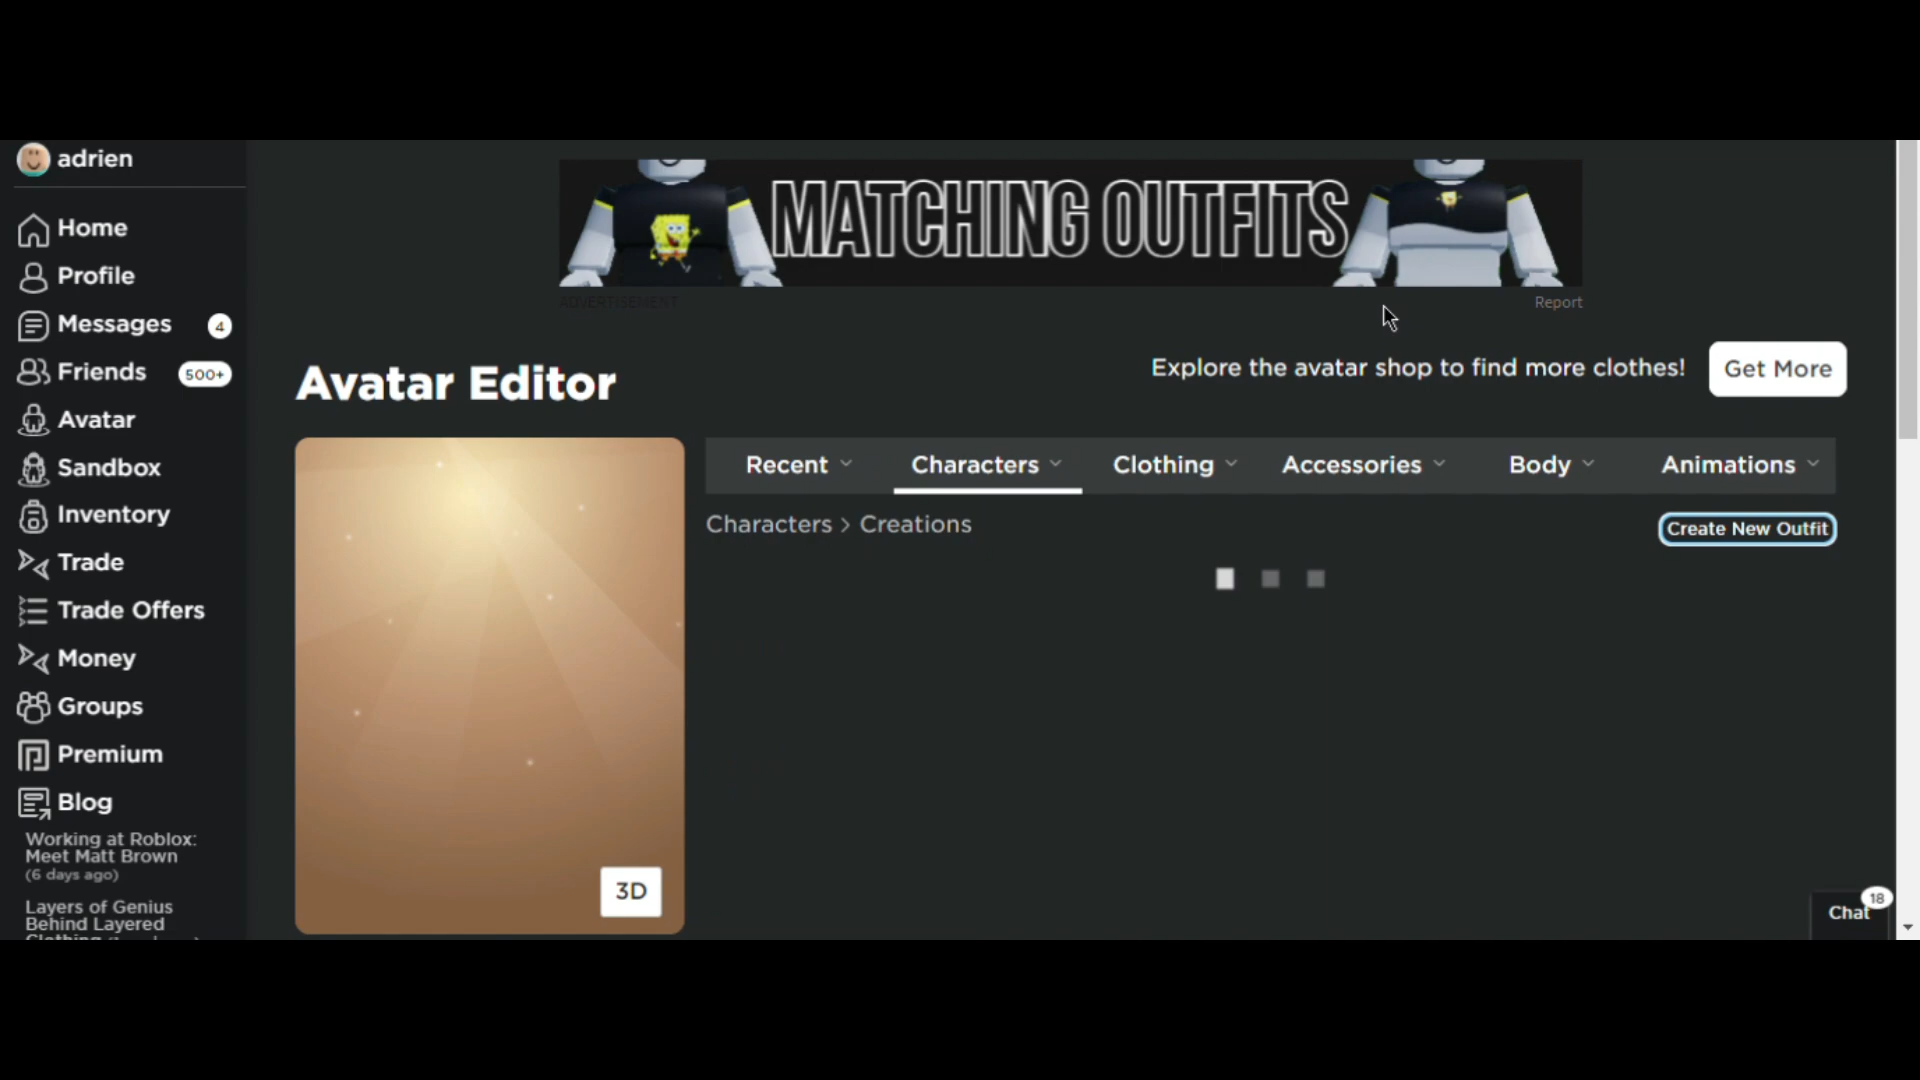 adrien
Home
Profile
Messages
4
Friends
500+
Avatar
Sandbox
Inventory
Trade
Trade Offers
Money
Groups
Premium
Blog
Working at Roblox:
Meet Matt Brown
(6 days ago)
Layers of Genius
Behind Layered
MATCHING OUTFITS
ADVERTISEMENT
Report
Avatar Editor
Explore the avatar shop to find more clothes!
Get More
3D
Recent
Characters
Clothing
Accessories
Body
Animations
Characters > Creations
Create New Outfit
Chat
18